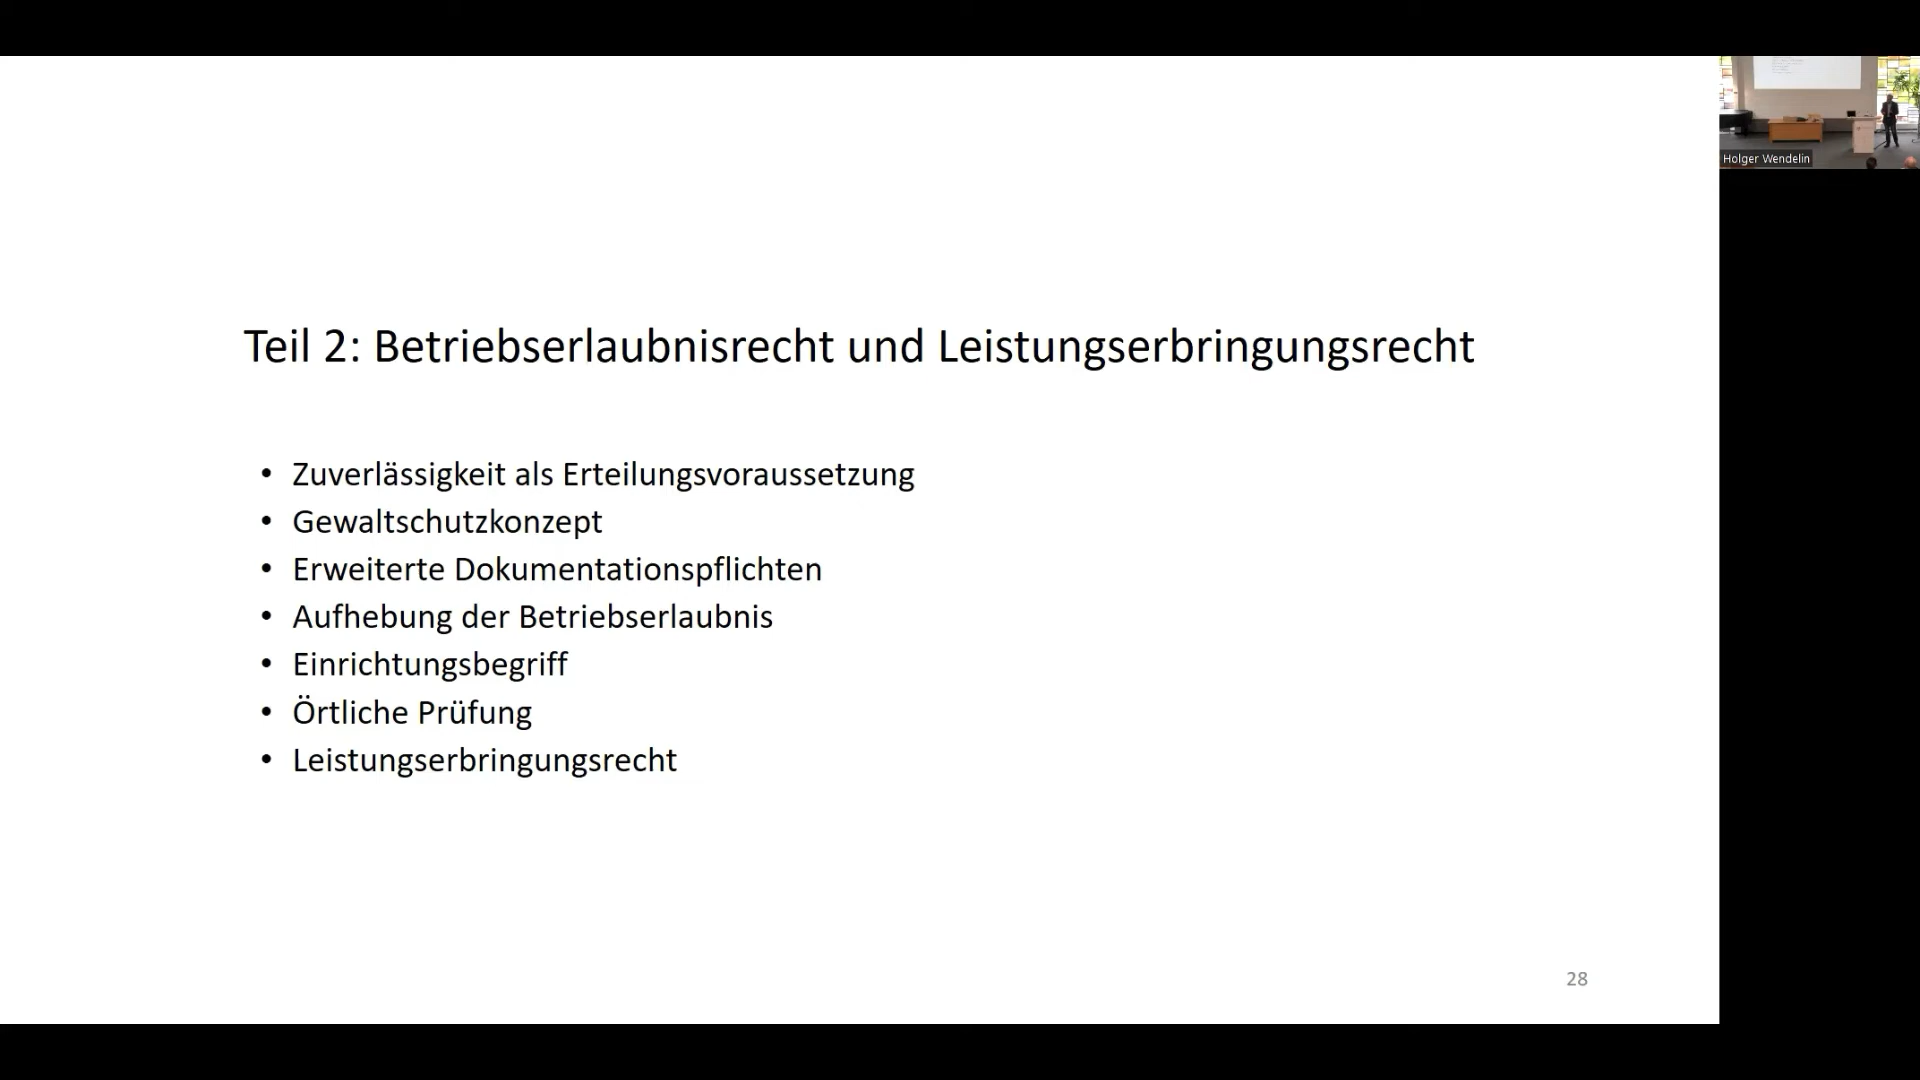 Teil 2: Betriebserlaubnisrecht und Leistungserbringungsrecht
• Zuverlässigkeit als Erteilungsvoraussetzung
• Gewaltschutzkonzept
• Erweiterte Dokumentationspflichten
• Aufhebung der Betriebserlaubnis
• Einrichtungsbegriff
• Örtliche Prüfung
• Leistungserbringungsrecht
28
Holger Wendelin